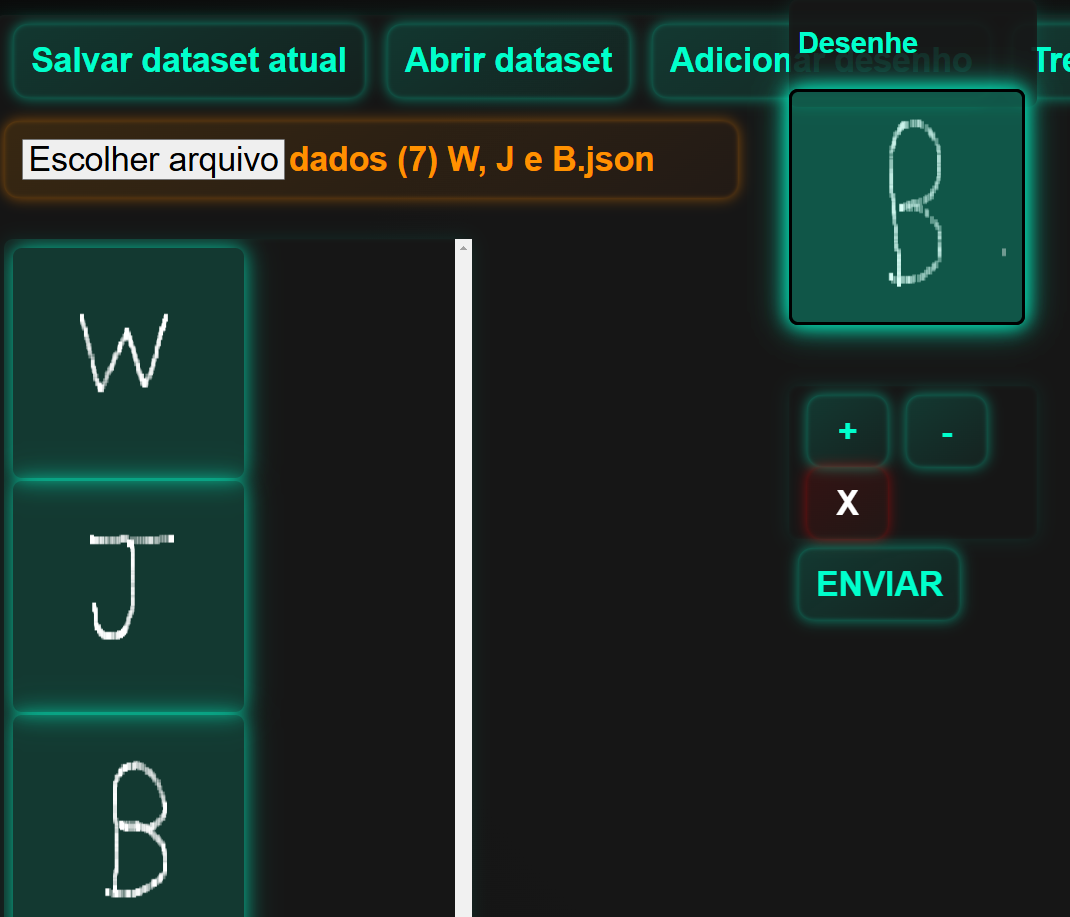 Salvar dataset atual
Abrir dataset
Adicionar desenho
Tre
Desenhe
Escolher arquivo dados (7) W, J e B.json
B
W
J
B
+
-
X
ENVIAR